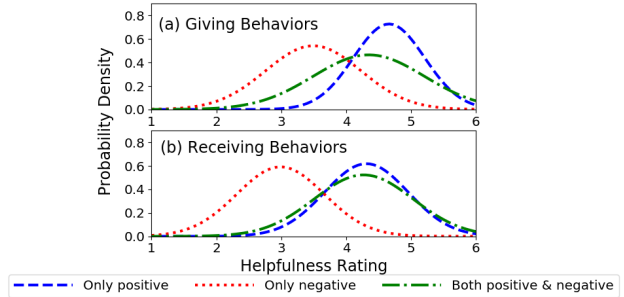 (a) Giving Behaviors
0.8
0.6
0.4
0.2
0.0
1 2 3 4 5 6
Probability Density
(b) Receiving Behaviors
0.8
0.6
0.4
0.2
0.0
1 2 3 4 5 6
Helpfulness Rating
Only positive Only negative Both positive & negative